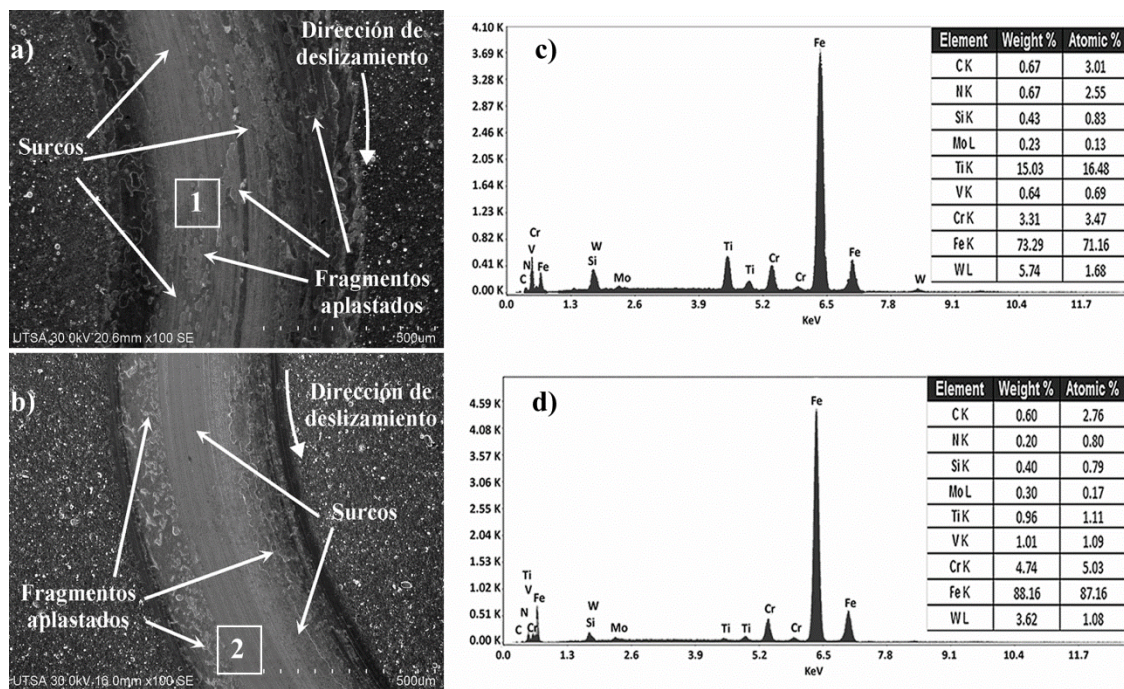 a)
Dirección de
deslizamiento
Surcos
1
Fragmentos
aplastados
UTSA 30.0kV 20.6mm x100 SE
500um
b)
Dirección de
deslizamiento
Surcos
Fragmentos
aplastados
2
UTSA 30.0kV 16.0mm x100 SE
500um
c)
4.10 K
3.69 K
3.28 K
2.87 K
2.46 K
2.05 K
1.64 K
1.23 K
0.82 K
0.41 K
0.00 K
Fe
Cr
V
N
C
Fe
W
Si
Mo
Ti
Ti
Cr
Cr
Fe
W
0.0 1.3 2.6 3.9 5.2 6.5 7.8 9.1 10.4 11.7
KeV
Element Weight % Atomic %
C K 0.67 3.01
N K 0.67 2.55
Si K 0.43 0.83
Mo L 0.23 0.13
Ti K 15.03 16.48
V K 0.64 0.69
Cr K 3.31 3.47
Fe K 73.29 71.16
W L 5.74 1.68
d)
4.59 K
4.08 K
3.57 K
3.06 K
2.55 K
2.04 K
1.53 K
1.02 K
0.51 K
0.00 K
Fe
Ti
V
N
C
Cr
Fe
W
Si
Mo
Ti
Ti
Cr
Cr
Fe
0.0 1.3 2.6 3.9 5.2 6.5 7.8 9.1 10.4 11.7
KeV
Element Weight % Atomic %
C K 0.60 2.76
N K 0.20 0.80
Si K 0.40 0.79
Mo L 0.30 0.17
Ti K 0.96 1.11
V K 1.01 1.09
Cr K 4.74 5.03
Fe K 88.16 87.16
W L 3.62 1.08